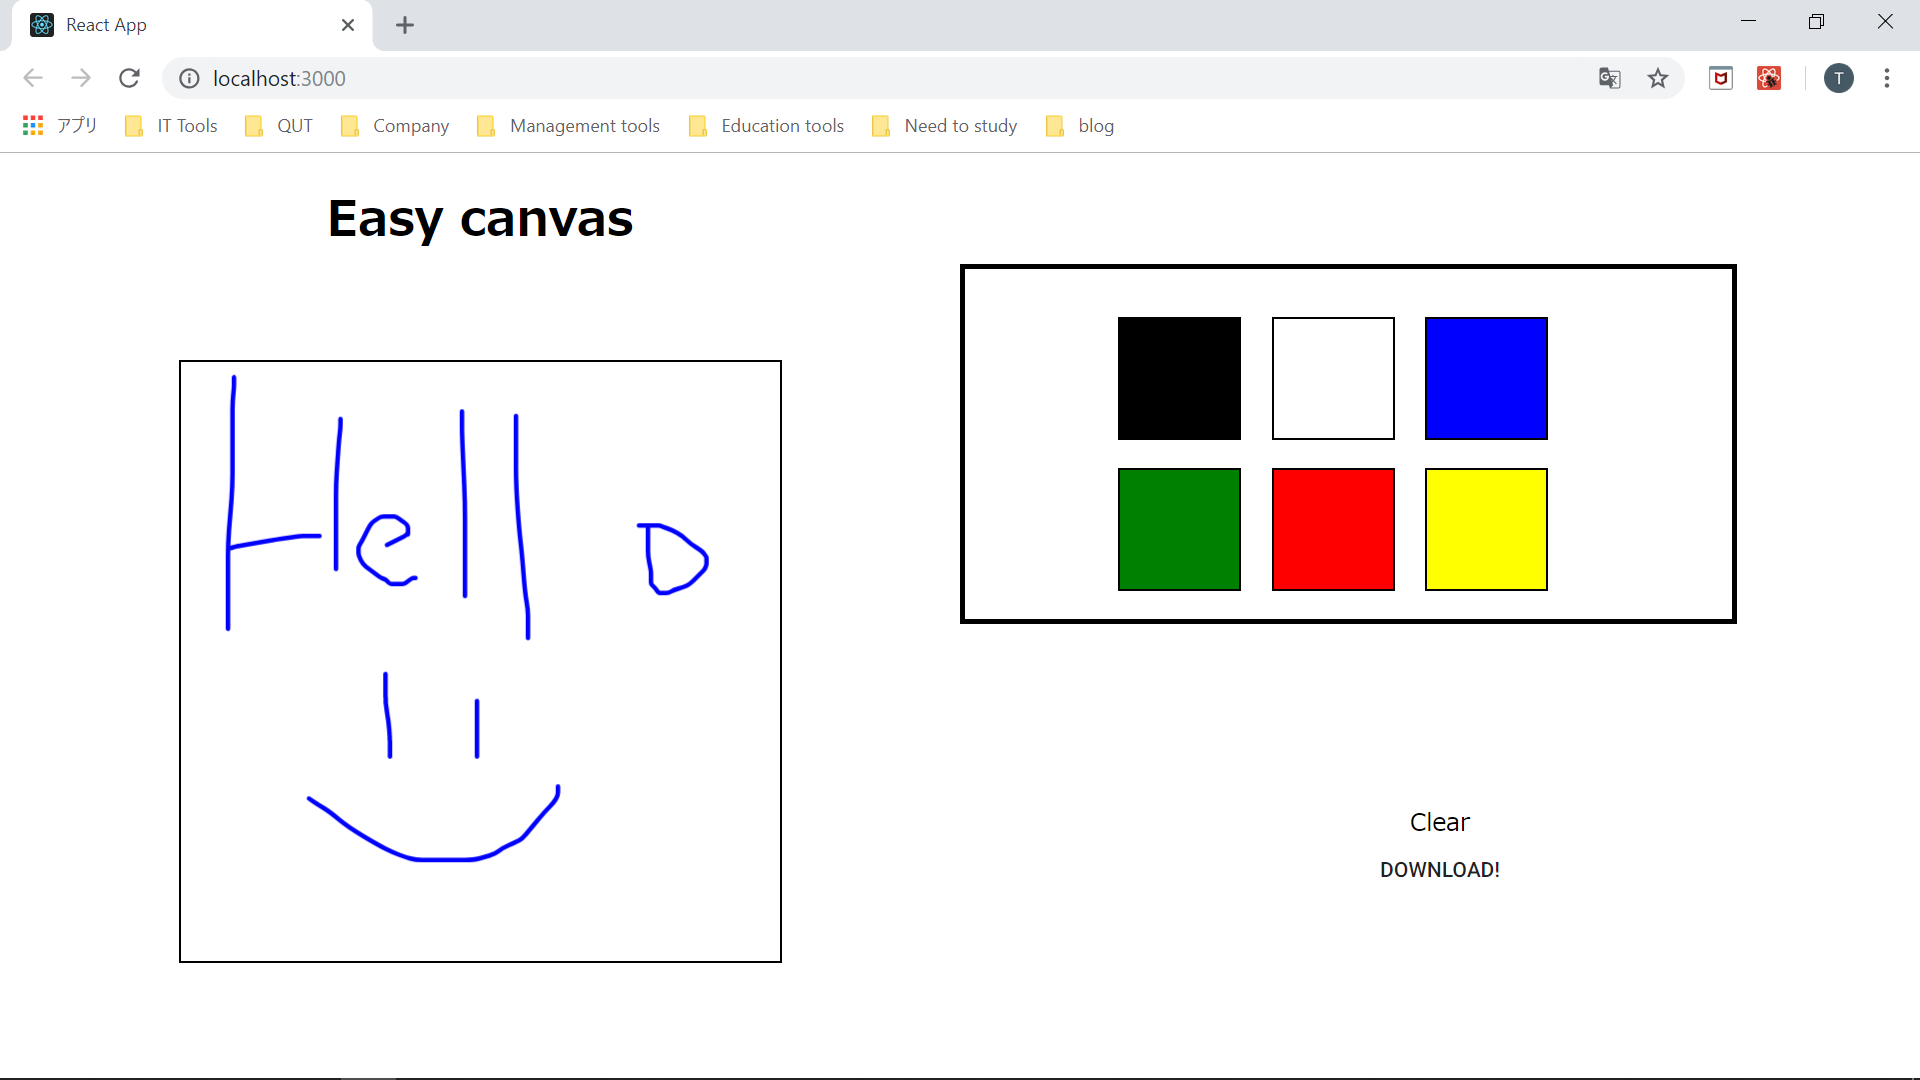 React App
localhost:3000
T
アプリ IT Tools QUT Company Management tools Education tools Need to study blog
Easy canvas
Hello
Clear
DOWNLOAD!